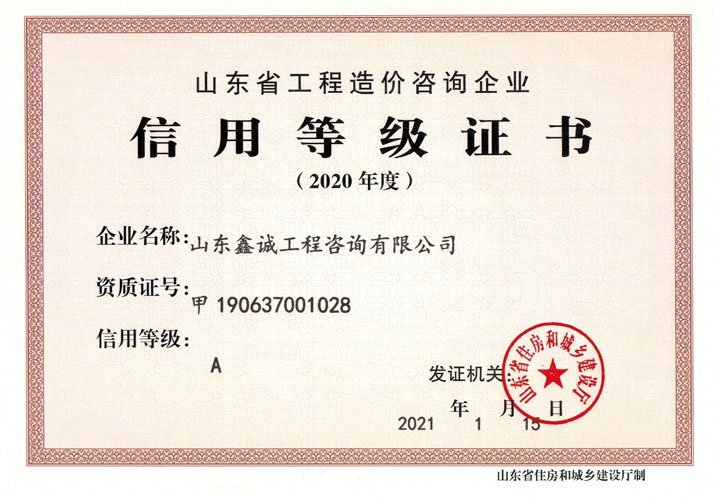 山东省工程造价咨询企业
信用等级证书
（2020 年度）
企业名称：山东鑫诚工程咨询有限公司
资质证号：甲 190637001028
信用等级：A
发证机关：
山东省住房和城乡建设厅
2021 年 1 月 15 日
山东省住房和城乡建设厅制